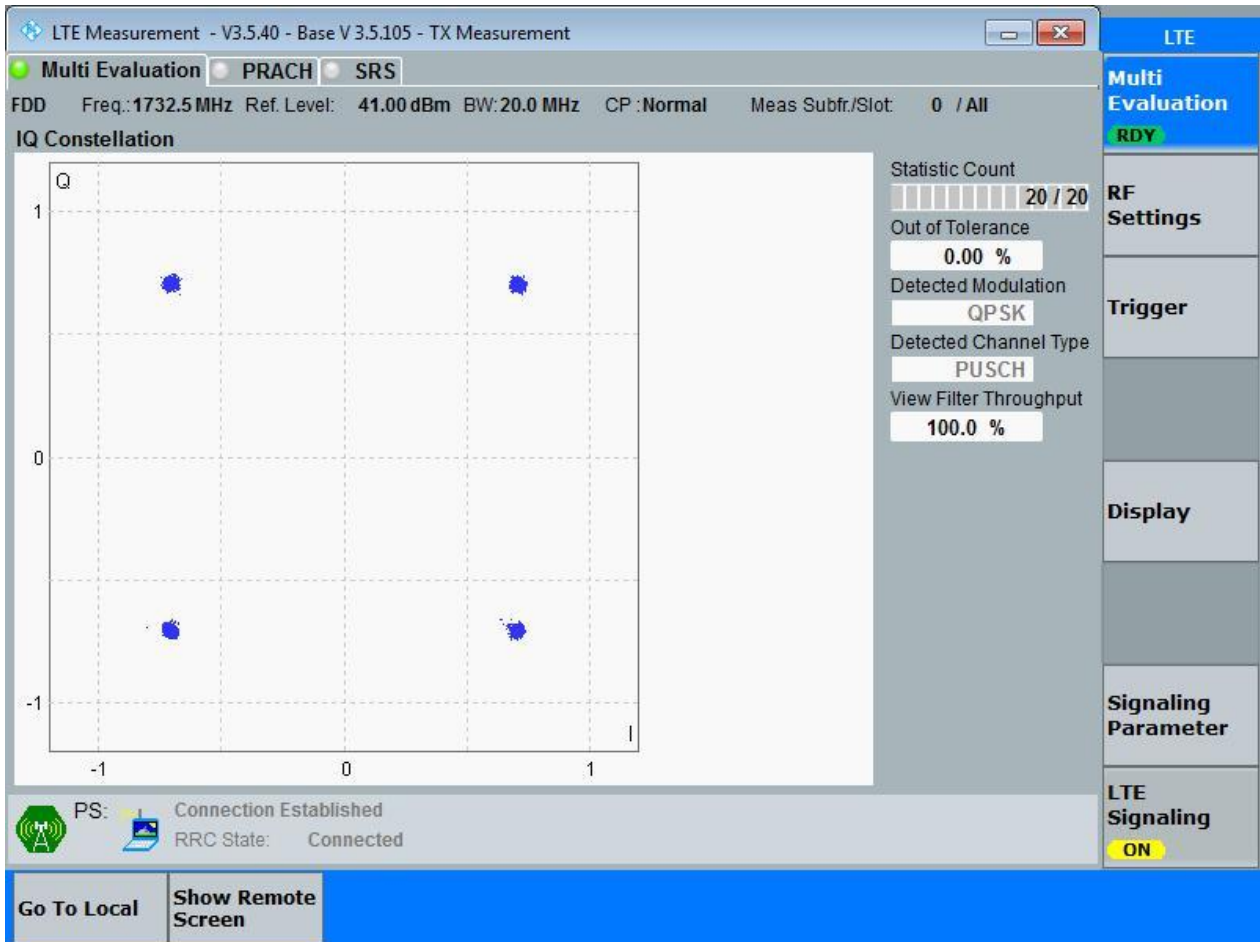 LTE Measurement - V3.5.40 - Base V 3.5.105 - TX Measurement
LTE
Multi Evaluation PRACH SRS
Multi
Evaluation
RDY
FDD Freq.: 1732.5 MHz Ref. Level: 41.00 dBm BW: 20.0 MHz CP : Normal Meas Subfr./Slot: 0 / All
IQ Constellation
Q
1
0
-1
I
-1 0 1
Statistic Count
20 / 20
Out of Tolerance
0.00 %
Detected Modulation
QPSK
Detected Channel Type
PUSCH
View Filter Throughput
100.0 %
RF
Settings
Trigger
Display
Signaling
Parameter
LTE
Signaling
ON
PS: Connection Established
RRC State: Connected
Go To Local
Show Remote
Screen